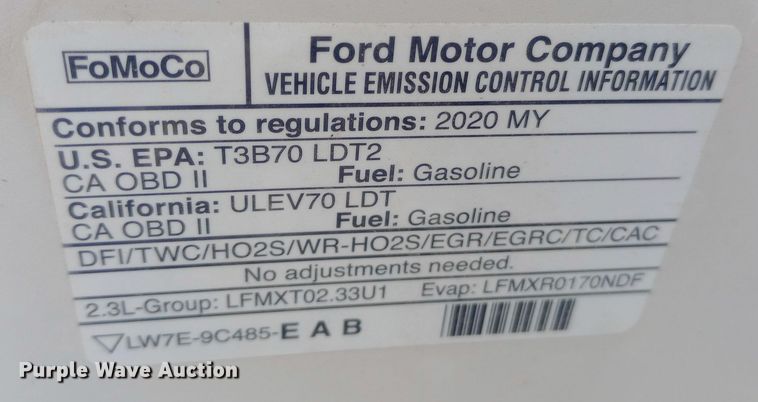 FoMoCo
Ford Motor Company
VEHICLE EMISSION CONTROL INFORMATION
Conforms to regulations: 2020 MY
U.S. EPA: T3B70 LDT2
CA OBD II Fuel: Gasoline
California: ULEV70 LDT
CA OBD II Fuel: Gasoline
DFI/TWC/HO2S/WR-HO2S/EGR/EGRC/TC/CAC
No adjustments needed.
2.3L-Group: LFMXT02.33U1 Evap: LFMXR0170NDF
LW7E-9C485-E A B
Purple Wave Auction